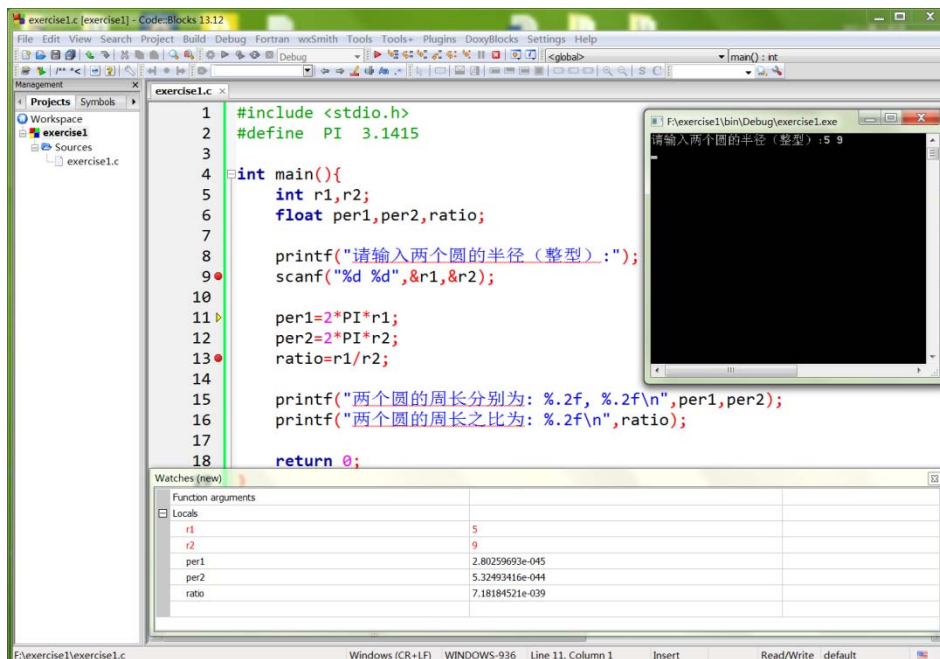 exercise1.c [exercise1] - Code::Blocks 13.12
File Edit View Search Project Build Debug Fortran wxSmith Tools Tools+ Plugins DoxyBlocks Settings Help
Debug <global> main() : int
Management
Projects Symbols
Workspace
exercise1
Sources
exercise1.c
exercise1.c
1 #include <stdio.h>
2 #define PI 3.1415
3
4 int main(){
5 int r1,r2;
6 float per1,per2,ratio;
7
8 printf("请输入两个圆的半径（整型）:");
9 scanf("%d %d",&r1,&r2);
10
11 per1=2*PI*r1;
12 per2=2*PI*r2;
13 ratio=r1/r2;
14
15 printf("两个圆的周长分别为: %.2f, %.2f\n",per1,per2);
16 printf("两个圆的周长之比为: %.2f\n",ratio);
17
18 return 0;
F:\exercise1\bin\Debug\exercise1.exe
请输入两个圆的半径（整型）:5 9
Watches (new)
Function arguments
Locals
r1 5
r2 9
per1 2.80259693e-045
per2 5.32493416e-044
ratio 7.18184521e-039
F:\exercise1\exercise1.c Windows (CR+LF) WINDOWS-936 Line 11, Column 1 Insert Read/Write default